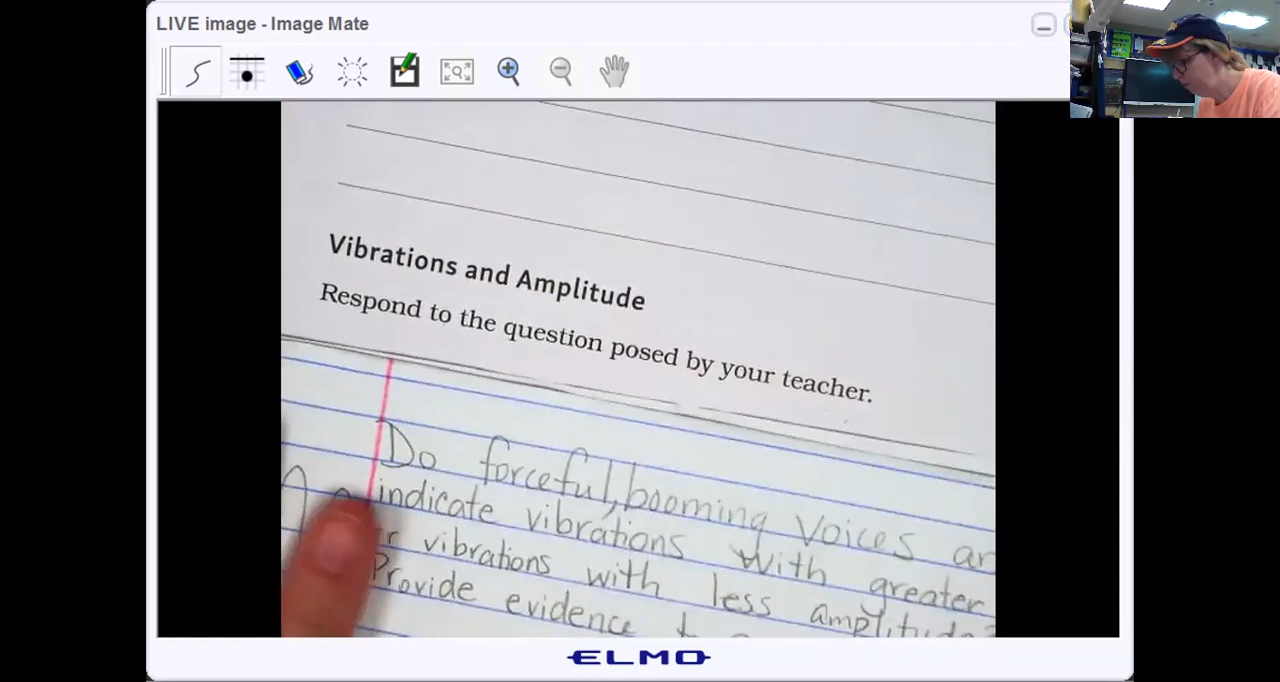 LIVE image - Image Mate
Vibrations and Amplitude
Respond to the question posed by your teacher.
Do forceful, booming Voices
indicate vibrations with greater
vibrations with less amplitude?
Provide evidence
ELMO